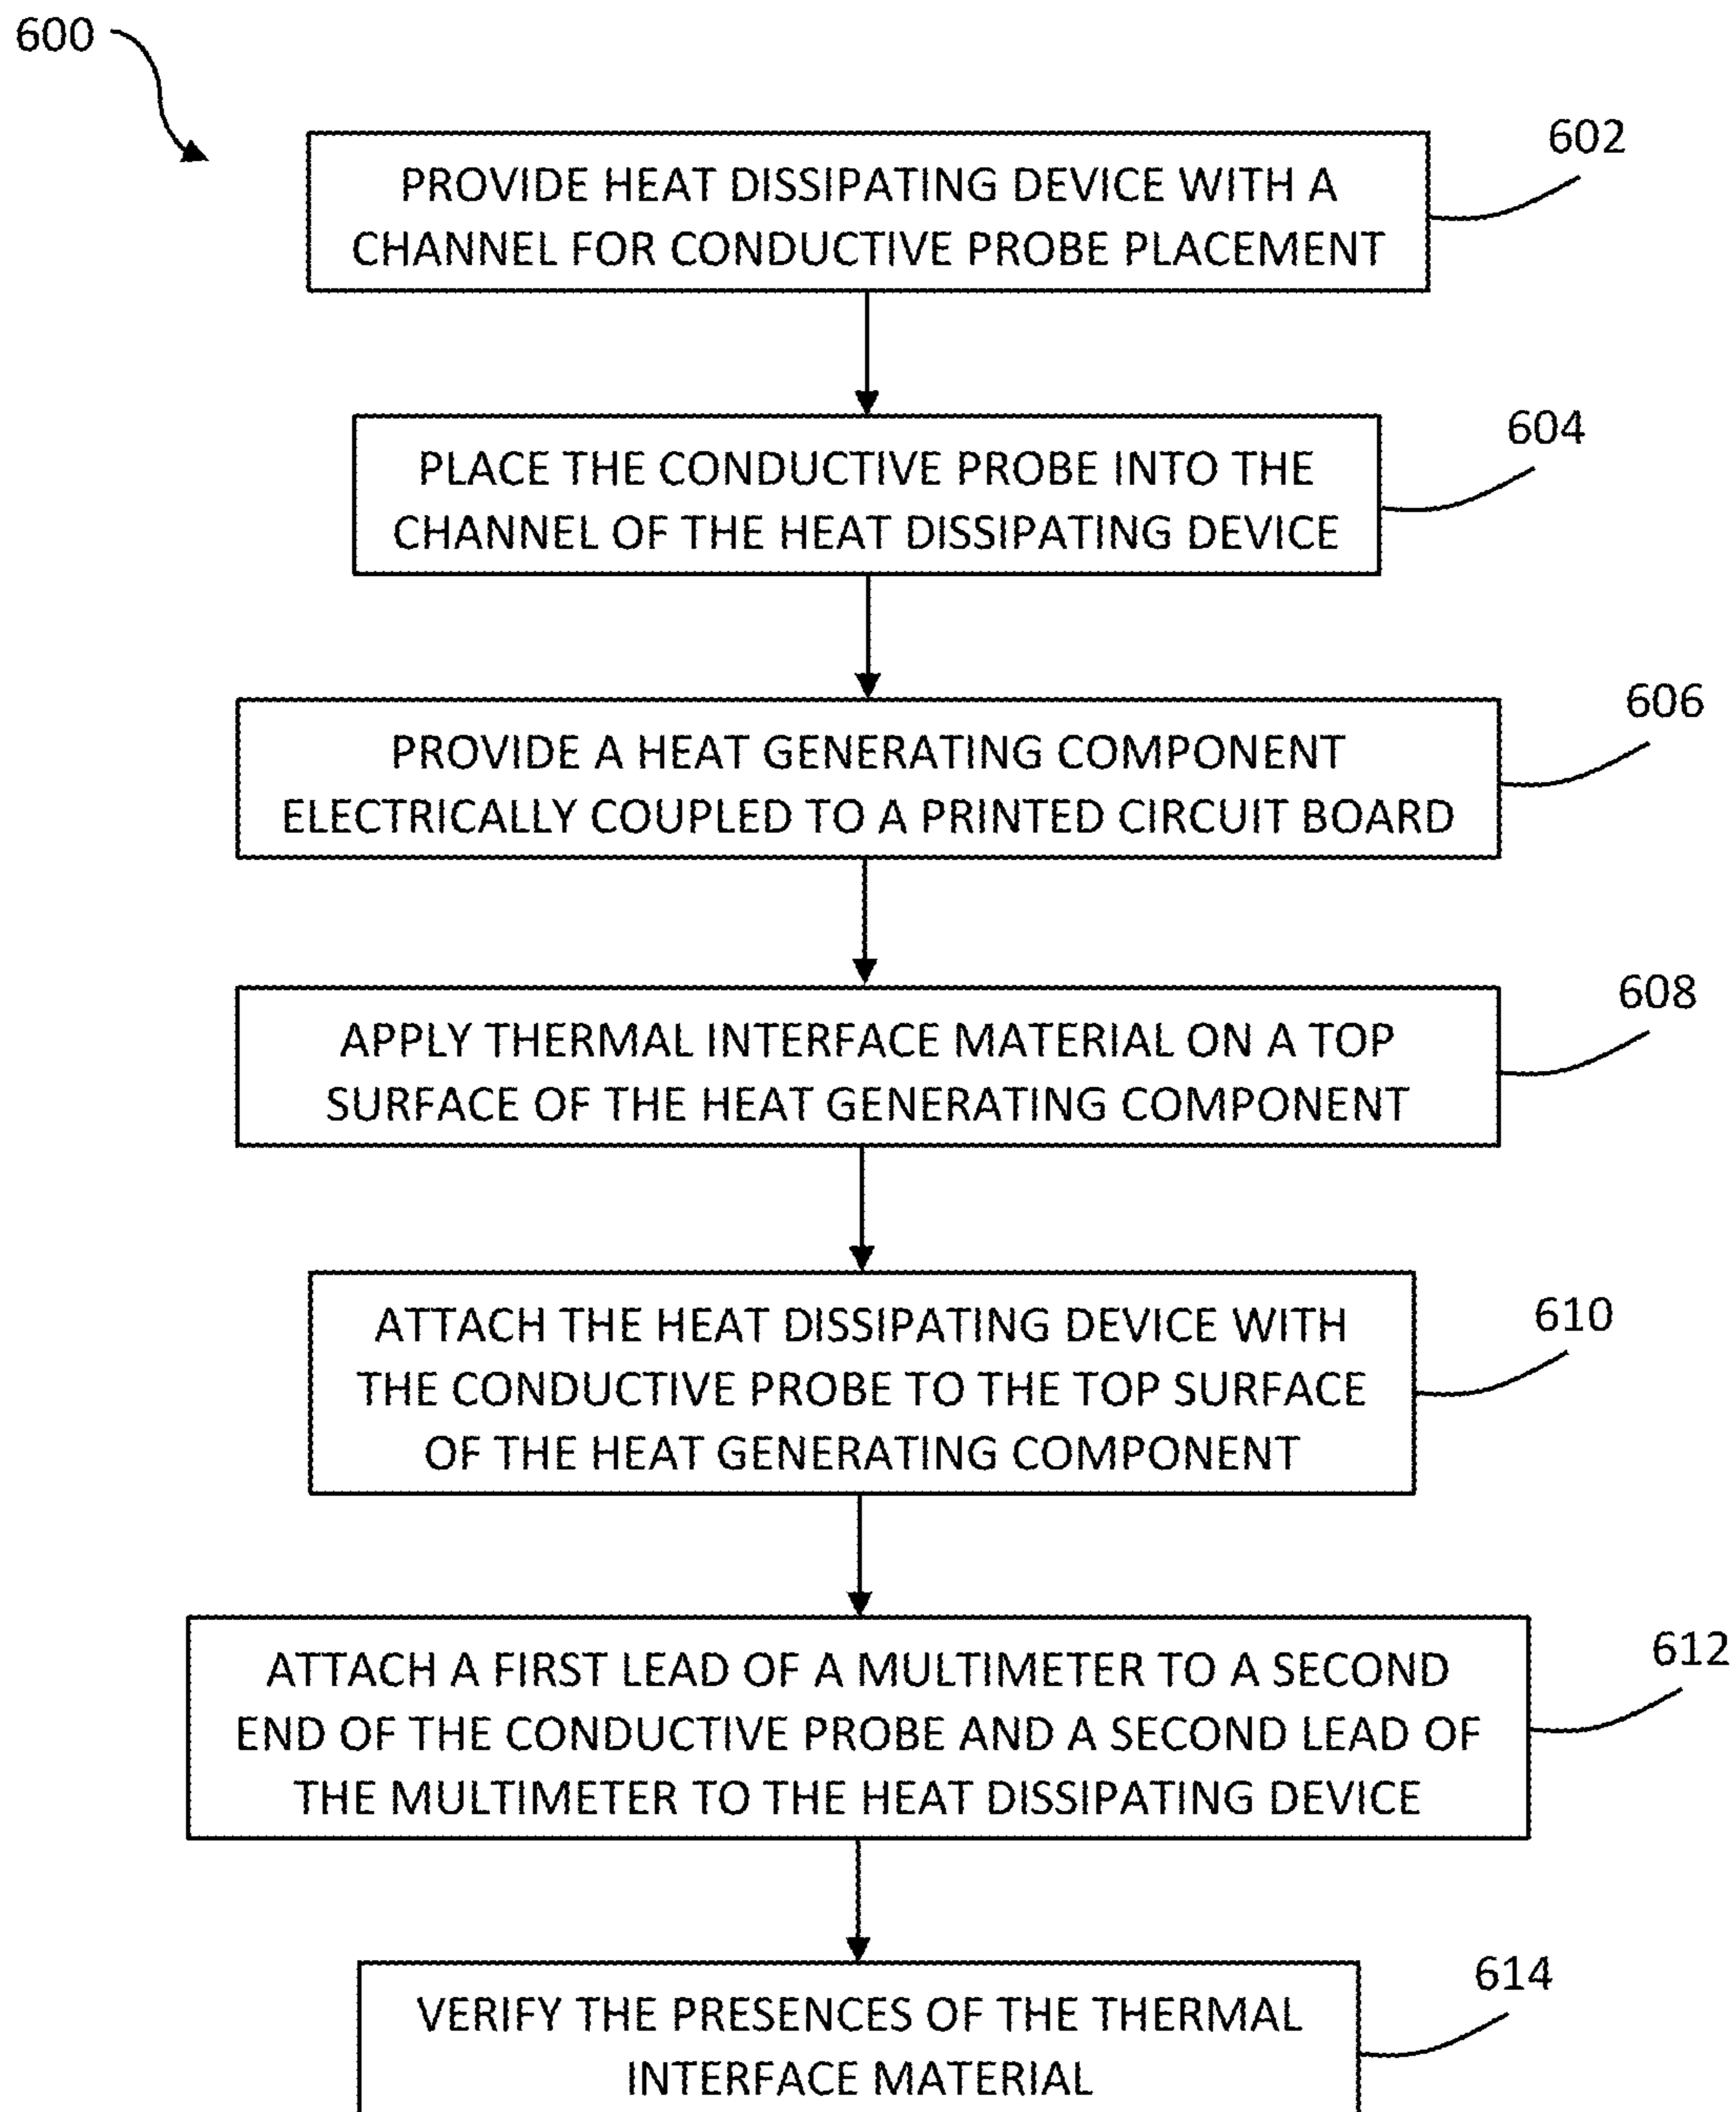 600
602
PROVIDE HEAT DISSIPATING DEVICE WITH A
CHANNEL FOR CONDUCTIVE PROBE PLACEMENT
604
PLACE THE CONDUCTIVE PROBE INTO THE
CHANNEL OF THE HEAT DISSIPATING DEVICE
606
PROVIDE A HEAT GENERATING COMPONENT
ELECTRICALLY COUPLED TO A PRINTED CIRCUIT BOARD
608
APPLY THERMAL INTERFACE MATERIAL ON A TOP
SURFACE OF THE HEAT GENERATING COMPONENT
610
ATTACH THE HEAT DISSIPATING DEVICE WITH
THE CONDUCTIVE PROBE TO THE TOP SURFACE
OF THE HEAT GENERATING COMPONENT
612
ATTACH A FIRST LEAD OF A MULTIMETER TO A SECOND
END OF THE CONDUCTIVE PROBE AND A SECOND LEAD OF
THE MULTIMETER TO THE HEAT DISSIPATING DEVICE
614
VERIFY THE PRESENCES OF THE THERMAL
INTERFACE MATERIAL